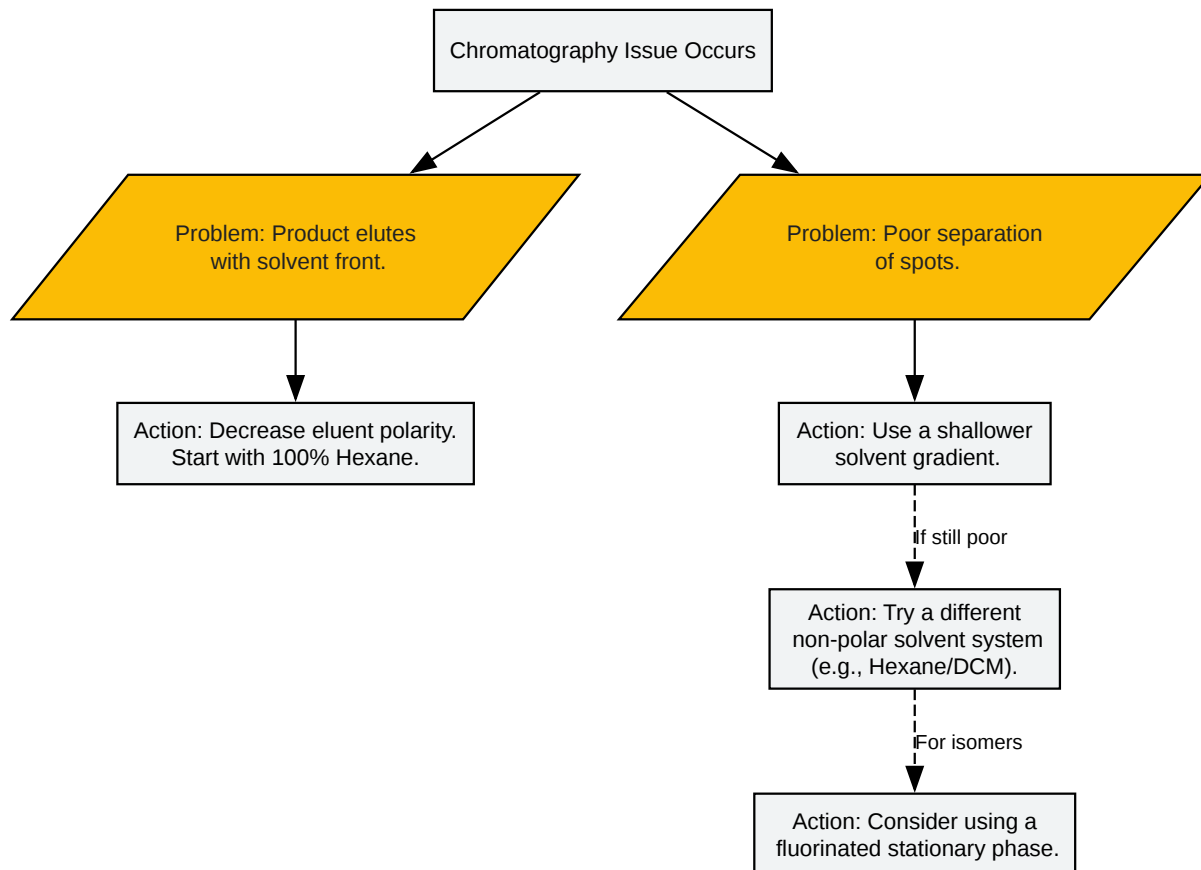 Chromatography Issue Occurs
Problem: Product elutes
with solvent front.
Problem: Poor separation
of spots.
Action: Decrease eluent polarity.
Start with 100% Hexane.
Action: Use a shallower
solvent gradient.
If still poor
Action: Try a different
non-polar solvent system
(e.g., Hexane/DCM).
For isomers
Action: Consider using a
fluorinated stationary phase.